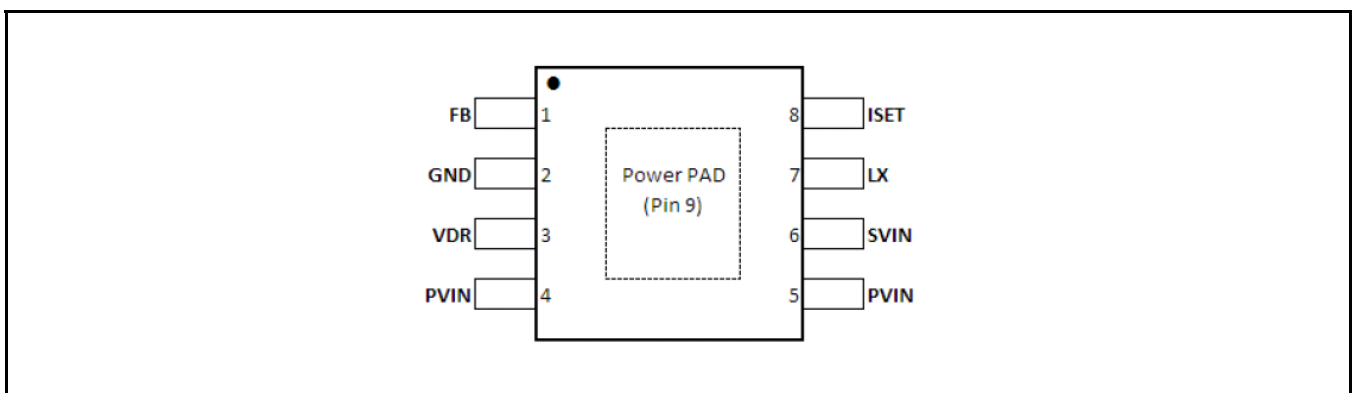 FB 1 8 ISET
GND 2 Power PAD 7 LX
(Pin 9)
VDR 3 6 SVIN
PVIN 4 5 PVIN